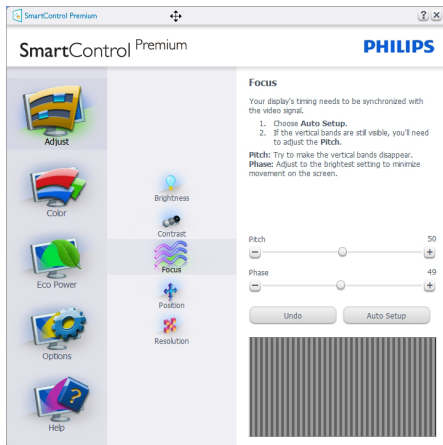 SmartControl Premium
SmartControl Premium
PHILIPS
Adjust
Color
Eco Power
Options
Help
Brightness
Contrast
Focus
Position
Resolution
Focus
Your display's timing needs to be synchronized with
the video signal.
1. Choose Auto Setup.
2. If the vertical bands are still visible, you'll need
to adjust the Pitch.
Pitch: Try to make the vertical bands disappear.
Phase: Adjust to the brightest setting to minimize
movement on the screen.
Pitch 50
Phase 49
Undo Auto Setup